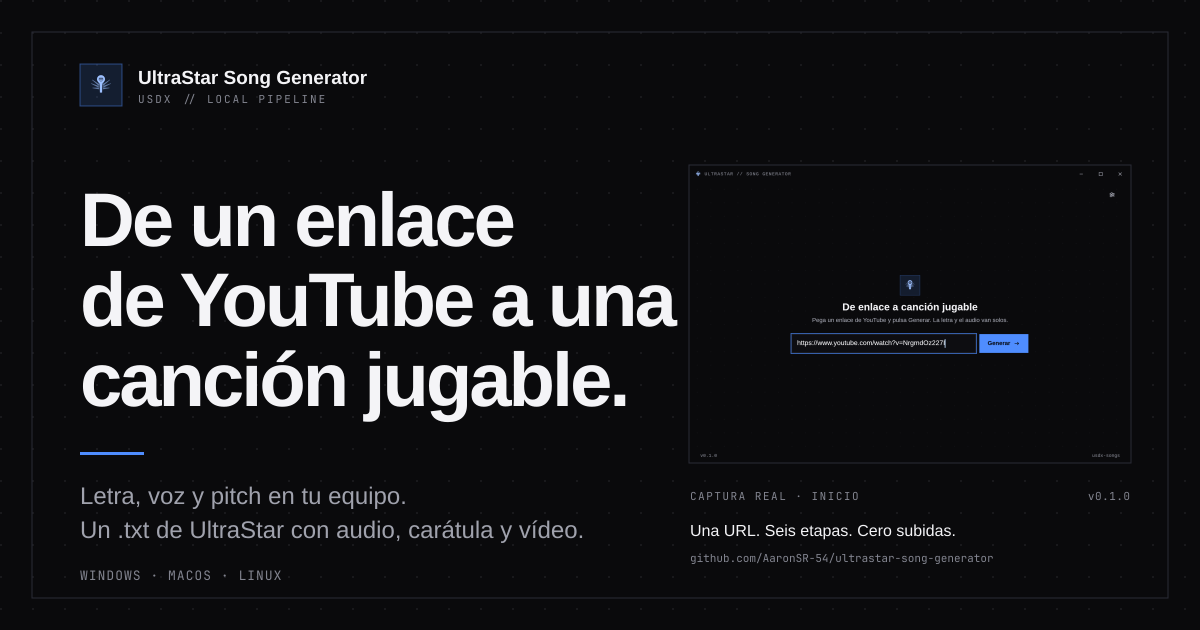 UltraStar Song Generator
USDX // LOCAL PIPELINE
De un enlace
de YouTube a una
canción jugable.
Letra, voz y pitch en tu equipo.
Un .txt de UltraStar con audio, carátula y vídeo.
WINDOWS · MACOS · LINUX
ULTRASTAR // SONG GENERATOR
De enlace a canción jugable
Pega un enlace de YouTube y pulsa Generar. La letra y el audio van solos.
https://www.youtube.com/watch?v=NrgmdOz227I
Generar →
v0.1.0
usdx-songs
CAPTURA REAL · INICIO
v0.1.0
Una URL. Seis etapas. Cero subidas.
github.com/AaronSR-54/ultrastar-song-generator